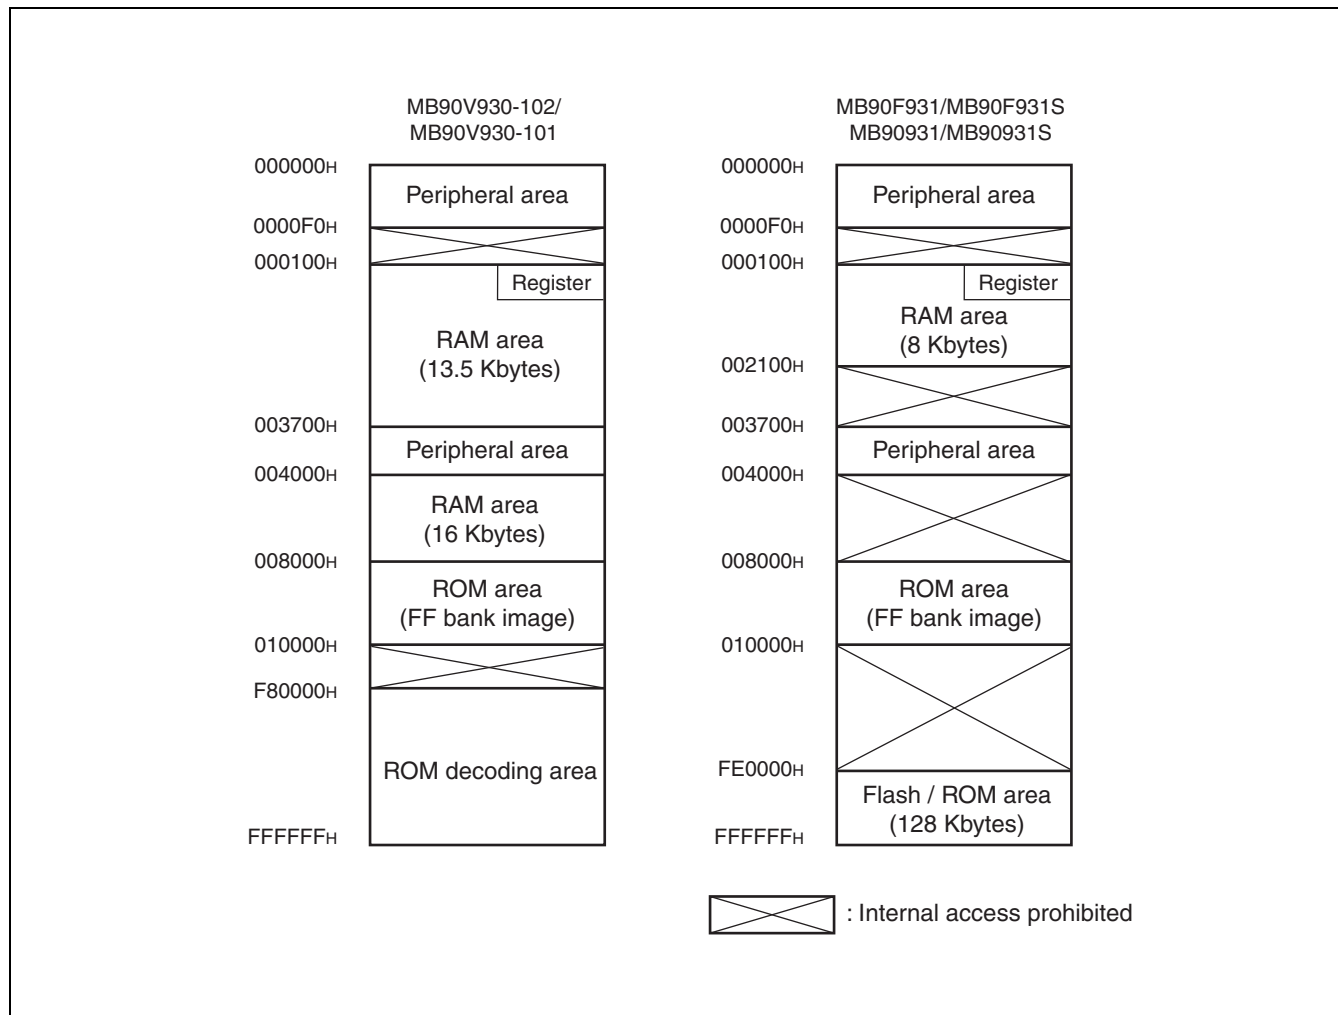 MB90V930-102/
MB90V930-101
000000H
Peripheral area
0000F0H
000100H
Register
RAM area
(13.5 Kbytes)
003700H
Peripheral area
004000H
RAM area
(16 Kbytes)
008000H
ROM area
(FF bank image)
010000H
F80000H
ROM decoding area
FFFFFFH
MB90F931/MB90F931S
MB90931/MB90931S
000000H
Peripheral area
0000F0H
000100H
Register
RAM area
(8 Kbytes)
002100H
003700H
Peripheral area
004000H
008000H
ROM area
(FF bank image)
010000H
FE0000H
Flash / ROM area
(128 Kbytes)
FFFFFFH
: Internal access prohibited